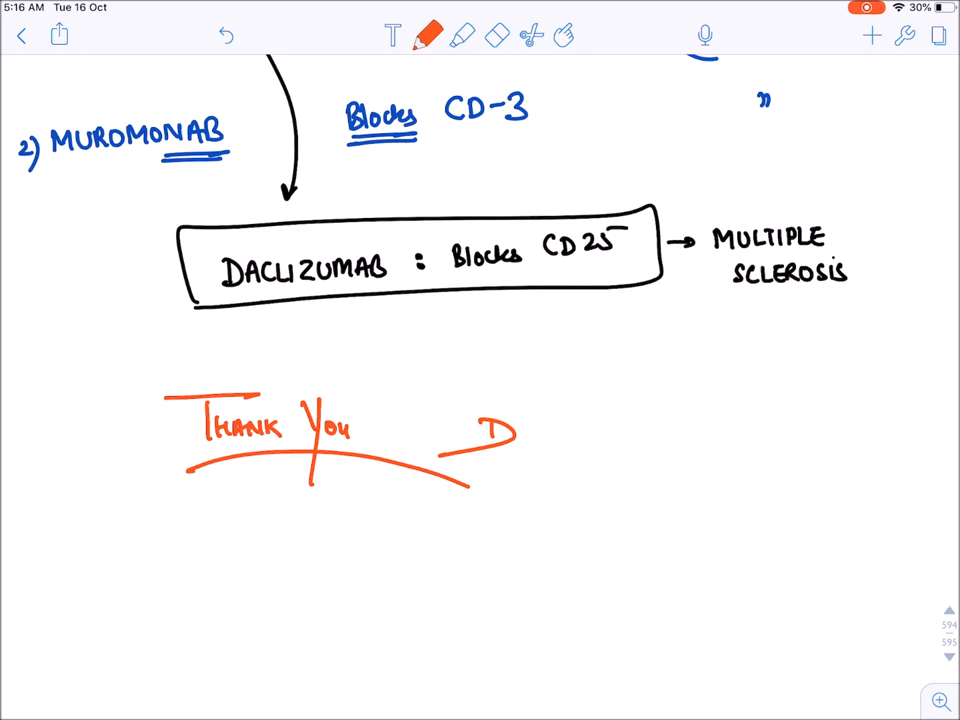 5:16 AM Tue 16 Oct
30%
T
Blocks CD-3
"
2) MUROMONAB
DACLIZUMAB : Blocks CD25
→ MULTIPLE
SCLEROSIS
THANK YOU
D
594
595